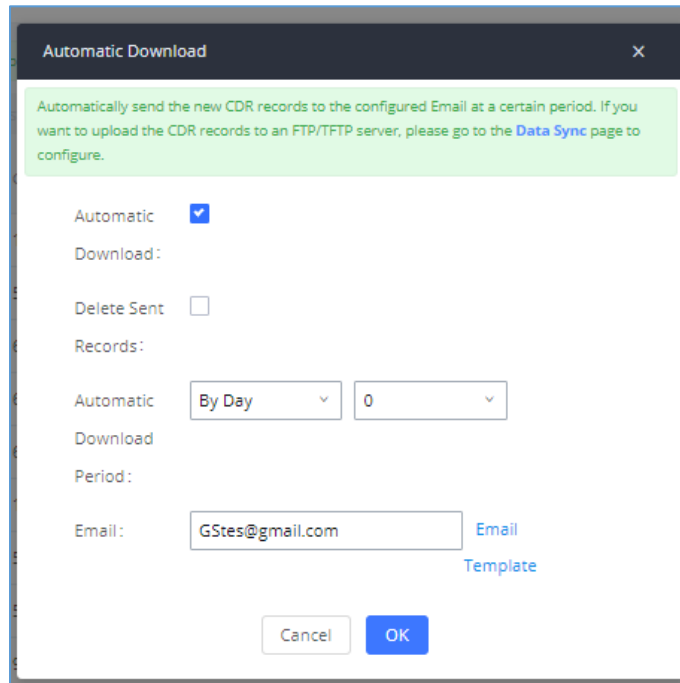 Automatic Download
Automatically send the new CDR records to the configured Email at a certain period. If you
want to upload the CDR records to an FTP/TFTP server, please go to the Data Sync page to
configure.
Automatic
Download:
Delete Sent
Records:
Automatic By Day 0
Download
Period:
Email: GStes@gmail.com Email
Template
Cancel OK